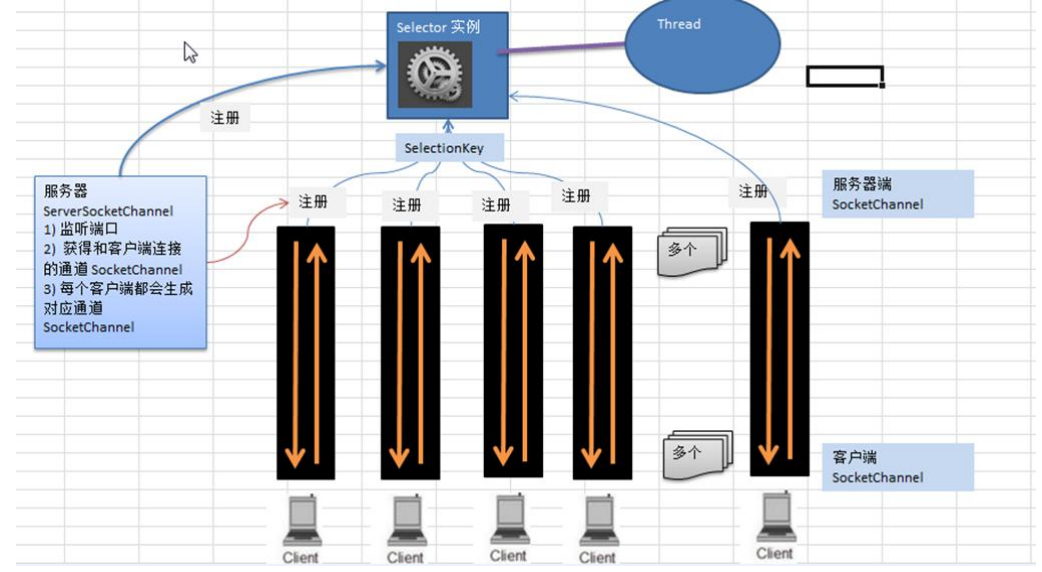 Selector 实例
Thread
注册
SelectionKey
服务器
ServerSocketChannel
1) 监听端口
2) 获得和客户端连接
的通道 SocketChannel
3) 每个客户端都会生成
对应通道
SocketChannel
注册
注册
注册
注册
注册
服务器端
SocketChannel
多个
多个
客户端
SocketChannel
Client
Client
Client
Client
Client